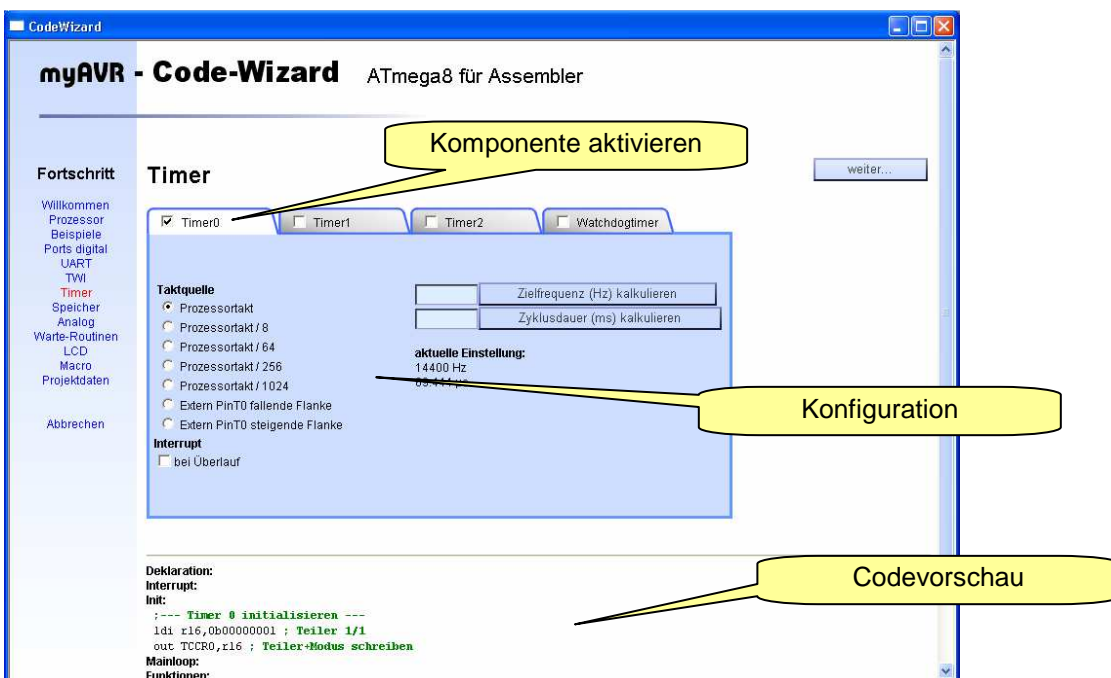 CodeWizard
myAVR - Code-Wizard ATmega8 für Assembler
Komponente aktivieren
Fortschritt
Willkommen
Prozessor
Beispiele
Ports digital
UART
TWI
Timer
Speicher
Analog
Warte-Routinen
LCD
Macro
Projektdaten
Abbrechen
Timer
weiter...
Timer0 Timer1 Timer2 Watchdogtimer
Taktquelle
Prozessortakt
Prozessortakt / 8
Prozessortakt / 64
Prozessortakt / 256
Prozessortakt / 1024
Extern PinT0 fallende Flanke
Extern PinT0 steigende Flanke
Interrupt
bei Überlauf
Zielfrequenz (Hz) kalkulieren
Zyklusdauer (ms) kalkulieren
aktuelle Einstellung:
14400 Hz
69.444 µs
Konfiguration
Codevorschau
Deklaration:
Interrupt:
Init:
;--- Timer 0 initialisieren ---
ldi r16,0b00000001 ; Teiler 1/1
out TCCR0,r16 ; Teiler+Modus schreiben
Mainloop:
Funktionen: